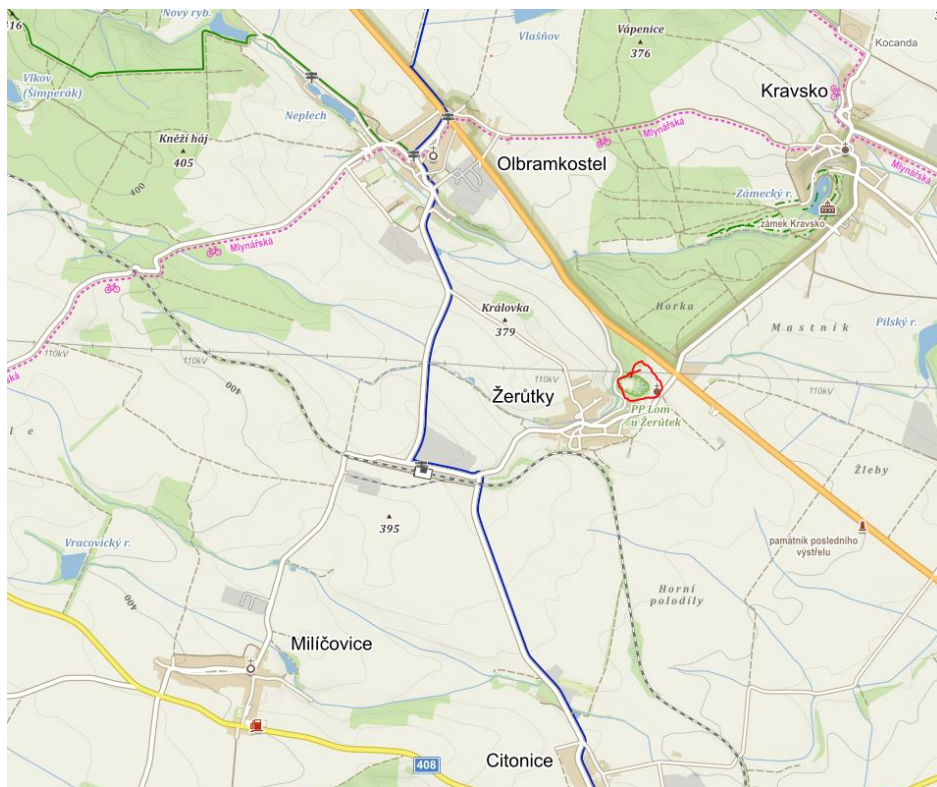 416
Nový ryb.
Vlkov
(Šimperák)
Neplech
Kněží háj
405
400
Mlynářská
Vlašňov
Vápenice
376
Kocanda
Kravsko
Mlynářská
Mlynářská
Olbramkostel
Zámecký r.
zámek Kravsko
Královka
379
Horka
Mastník
Pilský r.
110kV
110kV
110kV
110kV
400
Žerůtky
PP Lom
u Žerůtek
Žleby
395
památník posledního
výstřelu
Vracovický r.
400
Horní
polodíly
Milíčovice
408
Citonice